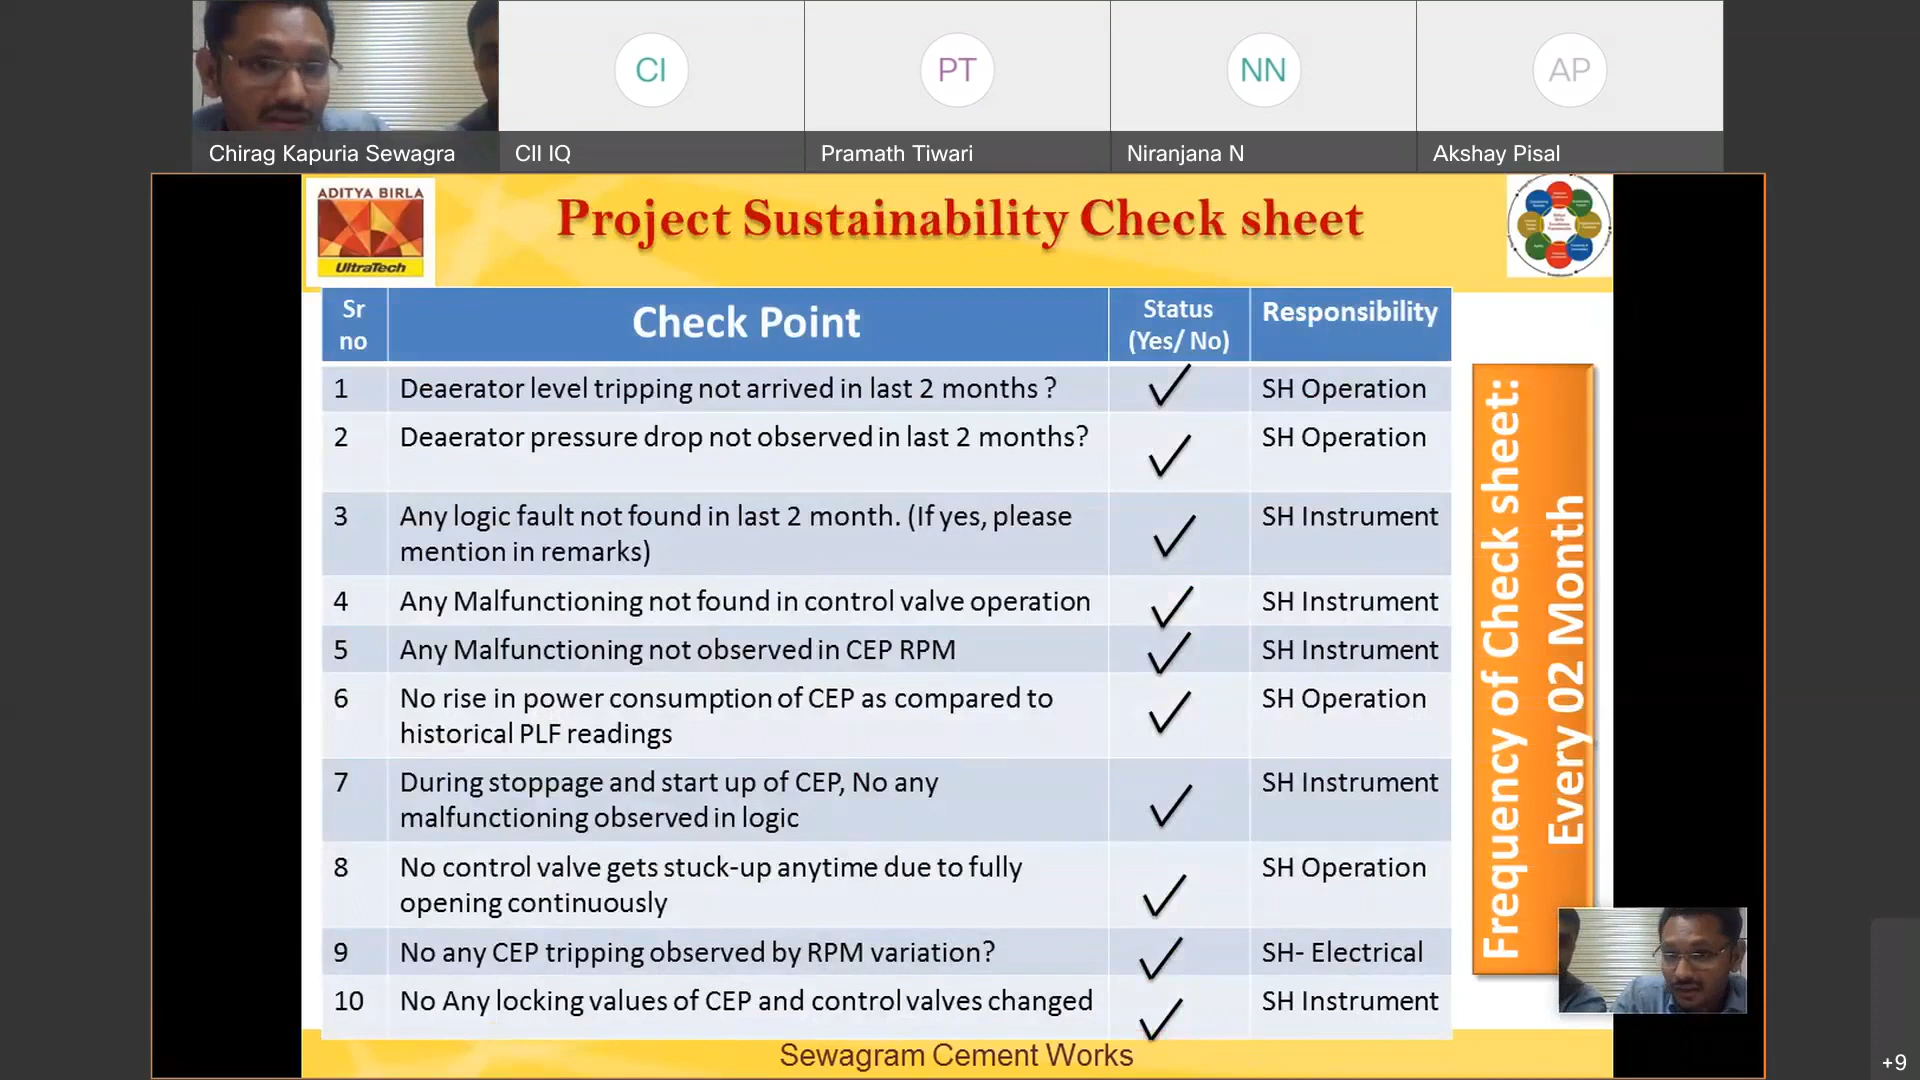 CI
PT
NN
AP
Chirag Kapuria Sewagra
CII IQ
Pramath Tiwari
Niranjana N
Akshay Pisal
ADITYA BIRLA
UltraTech
Project Sustainability Check sheet
Sr no
Check Point
Status (Yes/ No)
Responsibility
1 Deaerator level tripping not arrived in last 2 months ? SH Operation
2 Deaerator pressure drop not observed in last 2 months? SH Operation
3 Any logic fault not found in last 2 month. (If yes, please
mention in remarks) SH Instrument
4 Any Malfunctioning not found in control valve operation SH Instrument
5 Any Malfunctioning not observed in CEP RPM SH Instrument
6 No rise in power consumption of CEP as compared to
historical PLF readings SH Operation
7 During stoppage and start up of CEP, No any
malfunctioning observed in logic SH Instrument
8 No control valve gets stuck-up anytime due to fully
opening continuously SH Operation
9 No any CEP tripping observed by RPM variation? SH- Electrical
10 No Any locking values of CEP and control valves changed SH Instrument
Frequency of Check sheet:
Every 02 Month
Sewagram Cement Works
+9